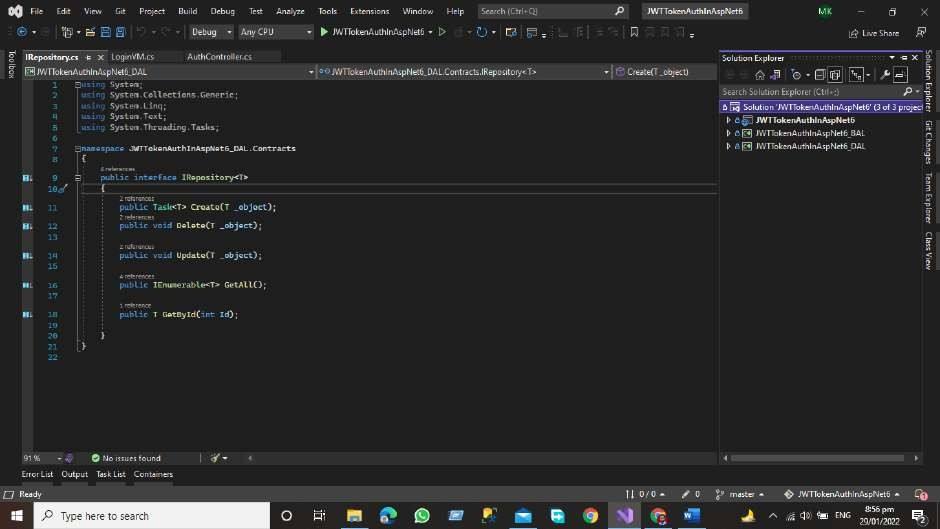 File Edit View Git Project Build Debug Test Analyze Tools Extensions Window Help Search (Ctrl+Q) JWTTokenAuthInAspNet6 MK
Debug Any CPU JWTTokenAuthInAspNet6 Live Share
IRepository.cs LoginVM.cs AuthController.cs
JWTTokenAuthInAspNet6_DAL JWTTokenAuthInAspNet6_DAL.Contracts.IRepository<T> Create(T _object)
Toolbox
1 using System;
2 using System.Collections.Generic;
3 using System.Linq;
4 using System.Text;
5 using System.Threading.Tasks;
6
7 namespace JWTTokenAuthInAspNet6_DAL.Contracts
8 {
references
9 public interface IRepository<T>
10 {
2 references
11 public Task<T> Create(T _object);
2 references
12 public void Delete(T _object);
13
2 references
14 public void Update(T _object);
15
4 references
16 public IEnumerable<T> GetAll();
17
1 reference
18 public T GetById(int Id);
19
20 }
21 }
22
91 % No issues found
Solution Explorer
Search Solution Explorer (Ctrl+;)
Solution 'JWTTokenAuthInAspNet6' (3 of 3 project
JWTTokenAuthInAspNet6
JWTTokenAuthInAspNet6_BAL
JWTTokenAuthInAspNet6_DAL
Solution Explorer
Git Changes
Team Explorer
Class View
Error List Output Task List Containers
Ready 0 / 0 0 master JWTTokenAuthInAspNet6 1
Type here to search ENG 8:56 pm
29/01/2022 2